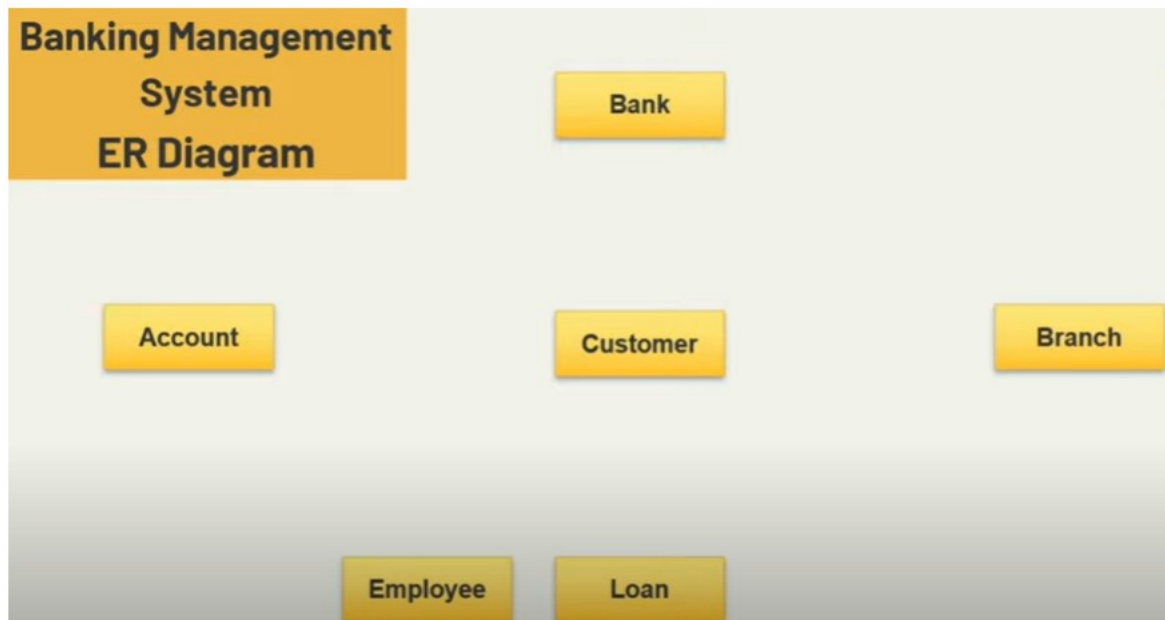 Banking Management
System
ER Diagram
Bank
Account
Customer
Branch
Employee
Loan